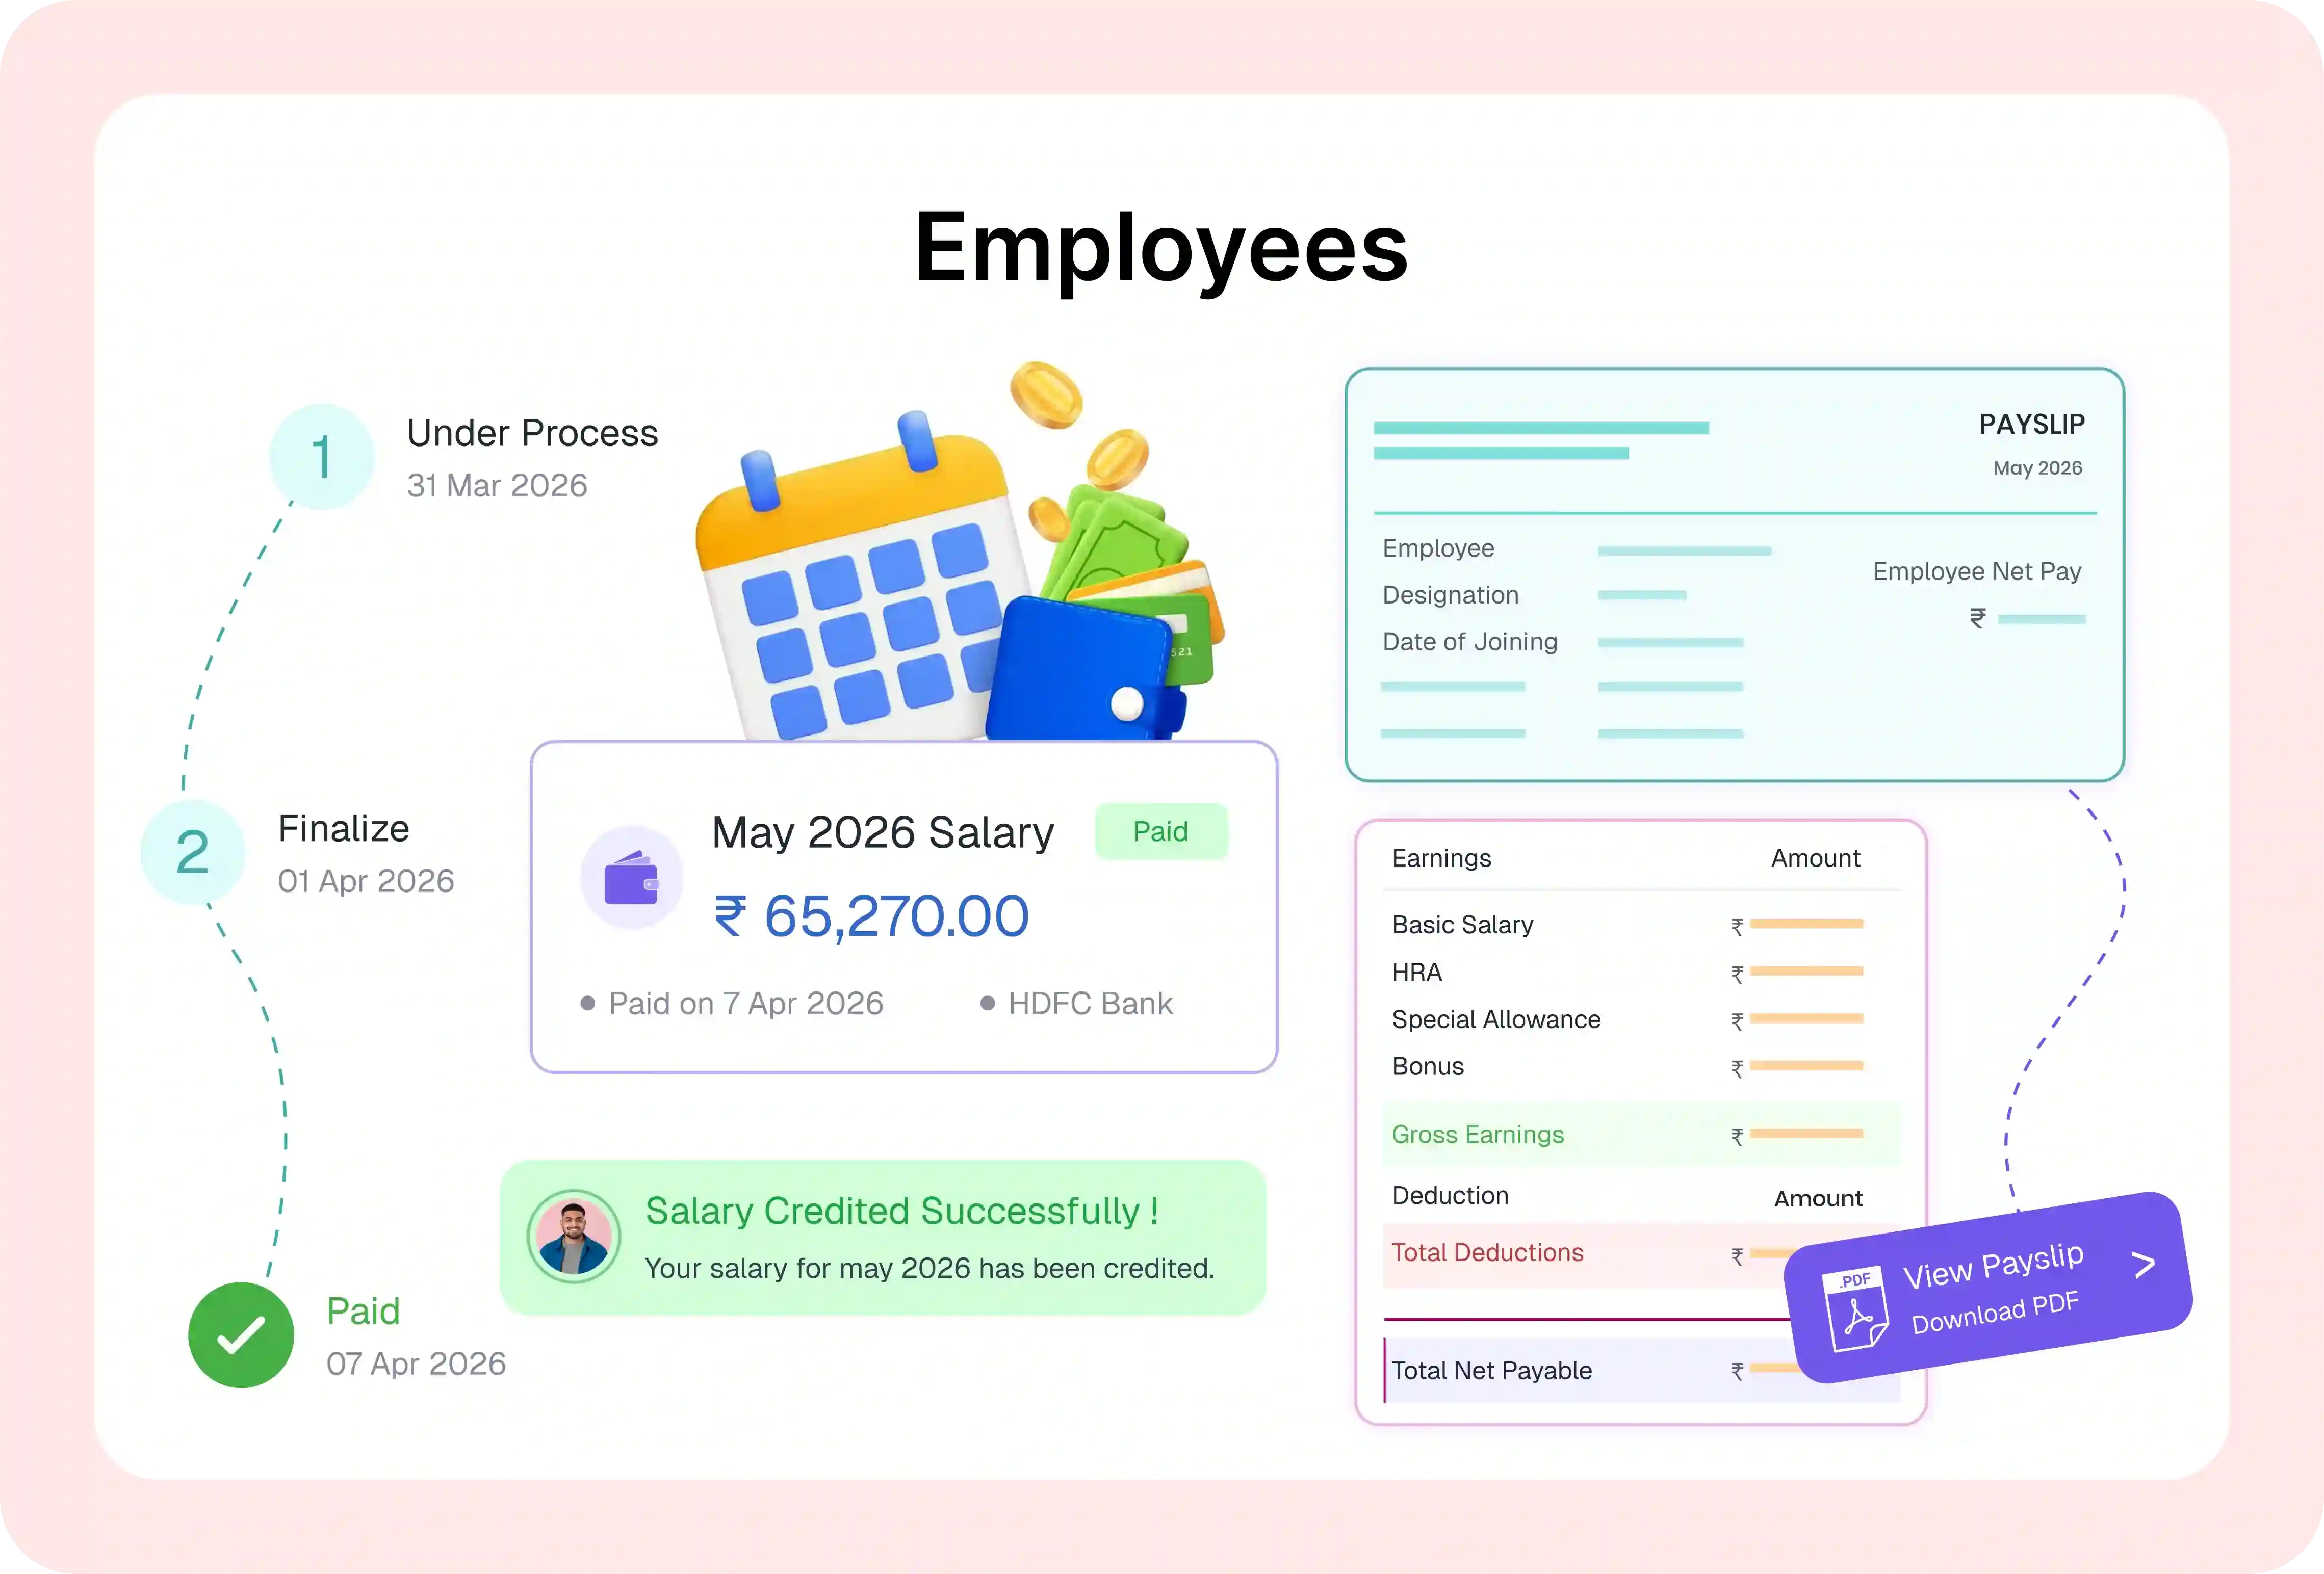 Employees
1
Under Process
31 Mar 2026
2
Finalize
01 Apr 2026
Paid
07 Apr 2026
521
May 2026 Salary
Paid
₹ 65,270.00
Paid on 7 Apr 2026
HDFC Bank
Salary Credited Successfully !
Your salary for may 2026 has been credited.
PAYSLIP
May 2026
Employee
Designation
Date of Joining
Employee Net Pay
₹
Earnings Amount
Basic Salary ₹
HRA ₹
Special Allowance ₹
Bonus ₹
Gross Earnings ₹
Deduction Amount
Total Deductions ₹
Total Net Payable ₹
.PDF
View Payslip >
Download PDF